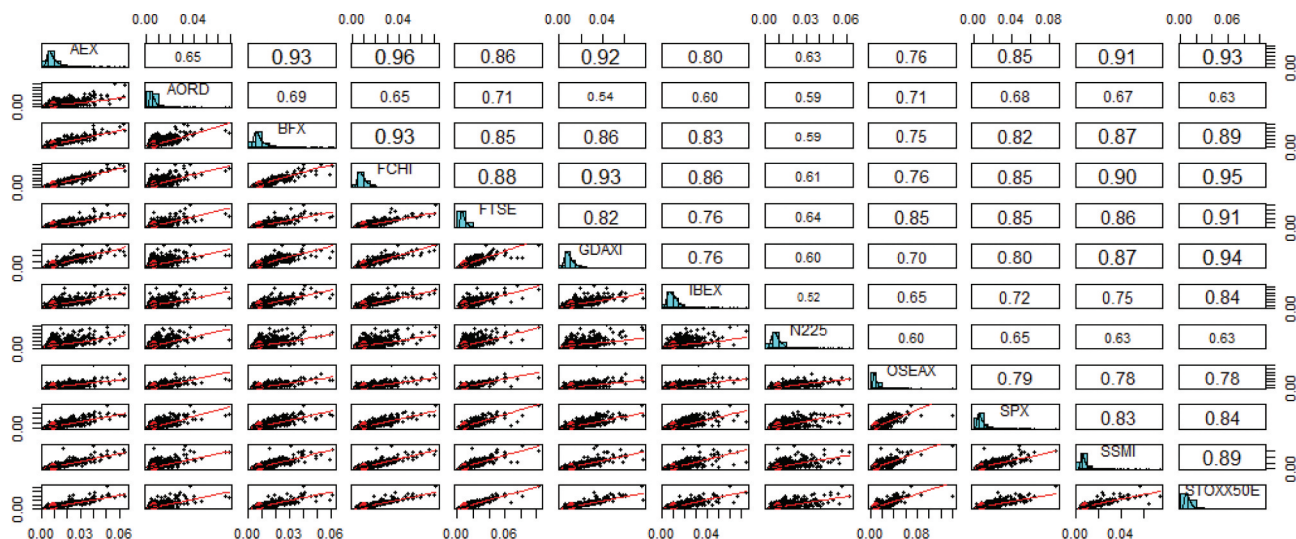 0.00 0.04 0.00 0.04 0.00 0.04 0.00 0.06 0.00 0.04 0.08 0.00 0.06
AEX 0.65 0.93 0.96 0.86 0.92 0.80 0.63 0.76 0.85 0.91 0.93 0.00
0.00 AORD 0.69 0.65 0.71 0.54 0.60 0.59 0.71 0.68 0.67 0.63
BFX 0.93 0.85 0.86 0.83 0.59 0.75 0.82 0.87 0.89 0.00
0.00 FCHI 0.88 0.93 0.86 0.61 0.76 0.85 0.90 0.95
FTSE 0.82 0.76 0.64 0.85 0.85 0.86 0.91 0.00
0.00 GDAXI 0.76 0.60 0.70 0.80 0.87 0.94
IBEX 0.52 0.65 0.72 0.75 0.84 0.00
0.00 N225 0.60 0.65 0.63 0.63
OSEAX 0.79 0.78 0.78 0.00
0.00 SPX 0.83 0.84
SSMI 0.89 0.00
0.00 STOXX50E
0.00 0.03 0.06 0.00 0.03 0.06 0.00 0.06 0.00 0.04 0.00 0.08 0.00 0.04